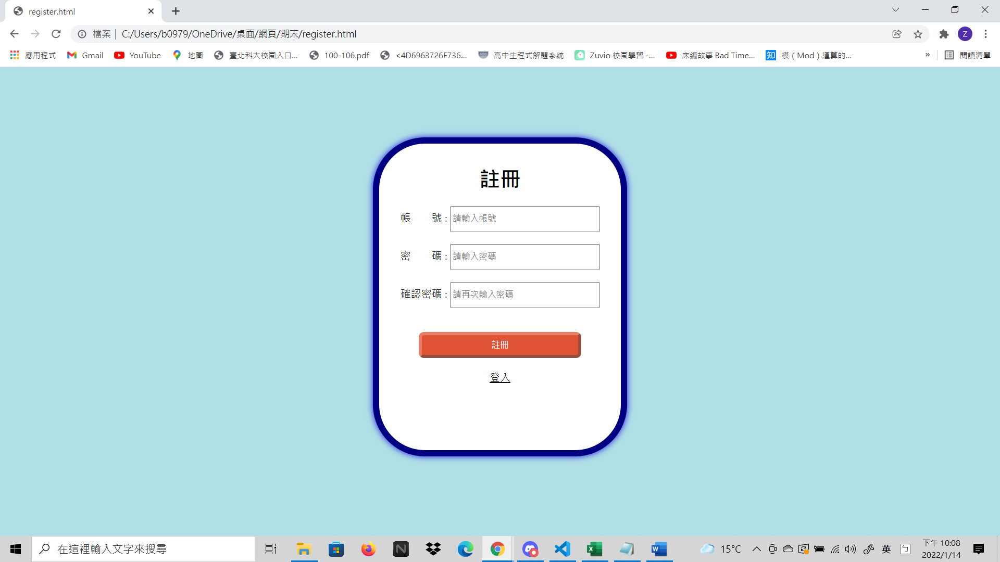 register.html
檔案 | C:/Users/b0979/OneDrive/桌面/網頁/期末/register.html
Z
應用程式 Gmail YouTube 地圖 臺北科大校園入口... 100-106.pdf <4D6963726F736... 高中生程式解題系統 Zuvio 校園學習 -... 床編故事 Bad Time... 知 模 ( Mod ) 運算的... » 閱讀清單
註冊
帳 號 : 請輸入帳號
密 碼 : 請輸入密碼
確認密碼 : 請再次輸入密碼
註冊
登入
在這裡輸入文字來搜尋
15°C
英
ㄅ
下午 10:08
2022/1/14